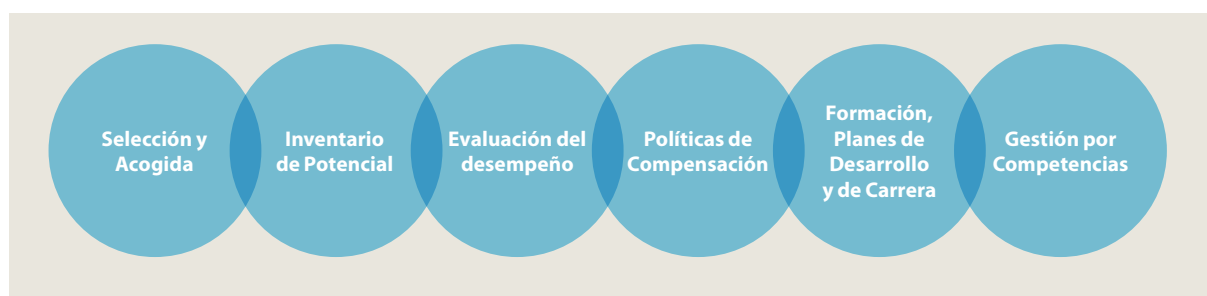 Selección y
Acogida
Inventario
de Potencial
Evaluación del
desempeño
Políticas de
Compensación
Formación,
Planes de
Desarrollo
y de Carrera
Gestión por
Competencias